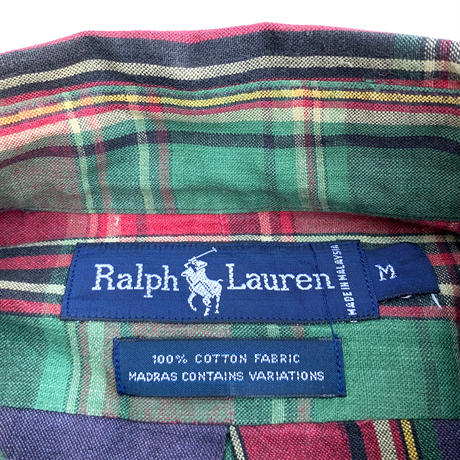 Ralph Lauren
MADE IN MALAYSIA
M
100% COTTON FABRIC
MADRAS CONTAINS VARIATIONS